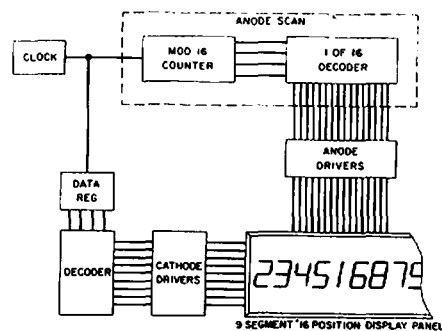 ANODE SCAN
CLOCK
MOD 16
COUNTER
1 OF 16
DECODER
ANODE
DRIVERS
DATA
REG
DECODER
CATHODE
DRIVERS
234516879
9 SEGMENT 16 POSITION DISPLAY PANEL